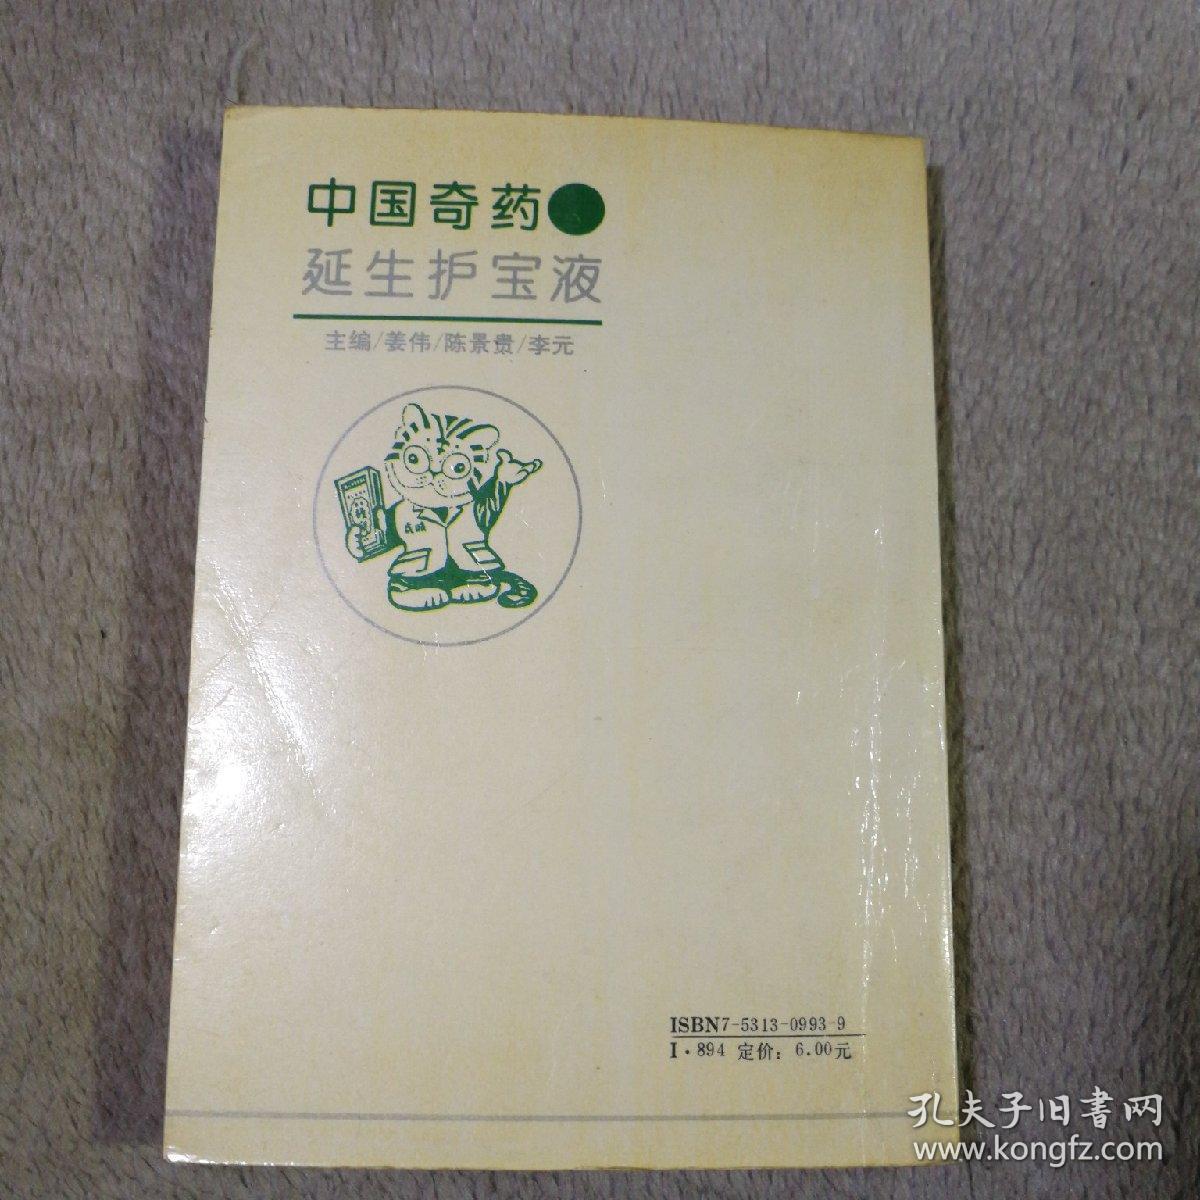 中国奇药
延生护宝液
主编/姜伟/陈景贵/李元
ISBN7-5313-0993-9
I·894 定价：6.00元
孔夫子旧書网
www.kongfz.com